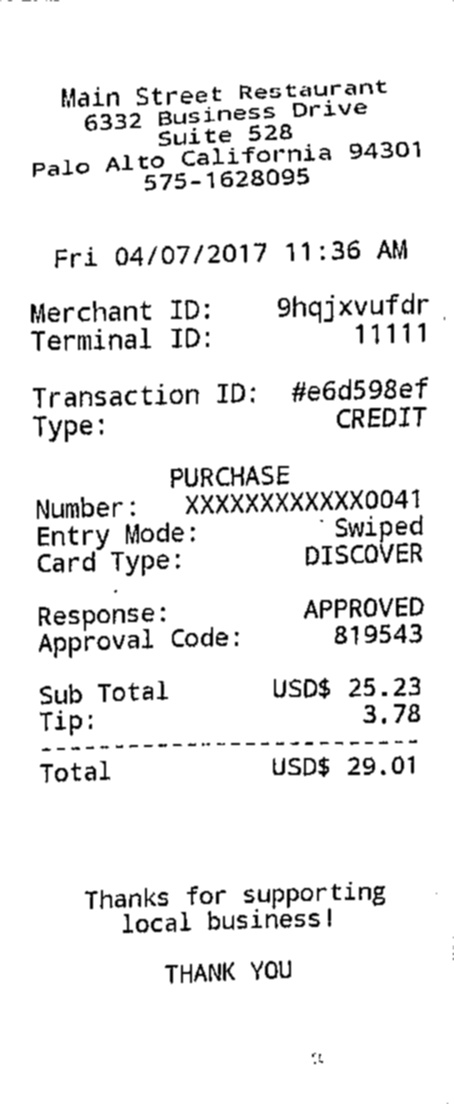 Main Street Restaurant
6332 Business Drive
Suite 528
Palo Alto California 94301
575-1628095
Fri 04/07/2017 11:36 AM
Merchant ID: 9hqjxvufdr
Terminal ID: 11111
Transaction ID: #e6d598ef
Type: CREDIT
PURCHASE
Number: XXXXXXXXXXXX0041
Entry Mode: Swiped
Card Type: DISCOVER
Response: APPROVED
Approval Code: 819543
Sub Total USD$ 25.23
Tip: 3.78
--------------------------
Total USD$ 29.01
Thanks for supporting
local business!
THANK YOU